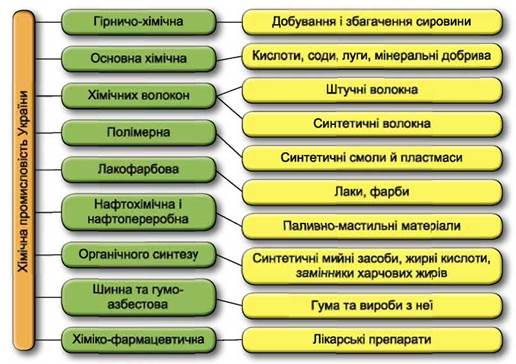 Хімічна промисловість України
Гірничо-хімічна
Добування і збагачення сировини
Основна хімічна
Кислоти, соди, луги, мінеральні добрива
Хімічних волокон
Штучні волокна
Синтетичні волокна
Полімерна
Синтетичні смоли й пластмаси
Лакофарбова
Лаки, фарби
Нафтохімічна і
нафтопереробна
Паливно-мастильні матеріали
Органічного синтезу
Синтетичні мийні засоби, жирні кислоти,
замінники харчових жирів
Шинна та гумо-
азбестова
Гума та вироби з неї
Хіміко-фармацевтична
Лікарські препарати